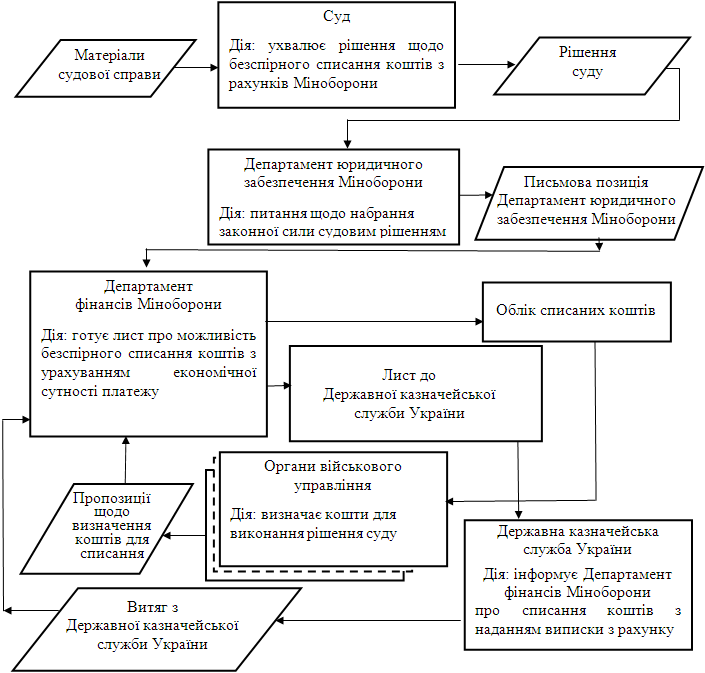 Суд
Дія: ухвалює рішення щодо
безспірного списання коштів з
рахунків Міноборони
Матеріали
судової справи
Рішення
суду
Департамент юридичного
забезпечення Міноборони
Дія: питання щодо набрання
законної сили судовим рішенням
Письмова позиція
Департамент юридичного
забезпечення Міноборони
Департамент
фінансів Міноборони
Дія: готує лист про можливість
безспірного списання коштів з
урахуванням економічної
сутності платежу
Облік списаних коштів
Лист до
Державної казначейської
служби України
Органи військового
управління
Дія: визначає кошти для
виконання рішення суду
Пропозиції
щодо
визначення
коштів для
списання
Державна казначейська
служба України
Дія: інформує Департамент
фінансів Міноборони
про списання коштів з
наданням виписки з рахунку
Витяг з
Державної казначейської
служби України